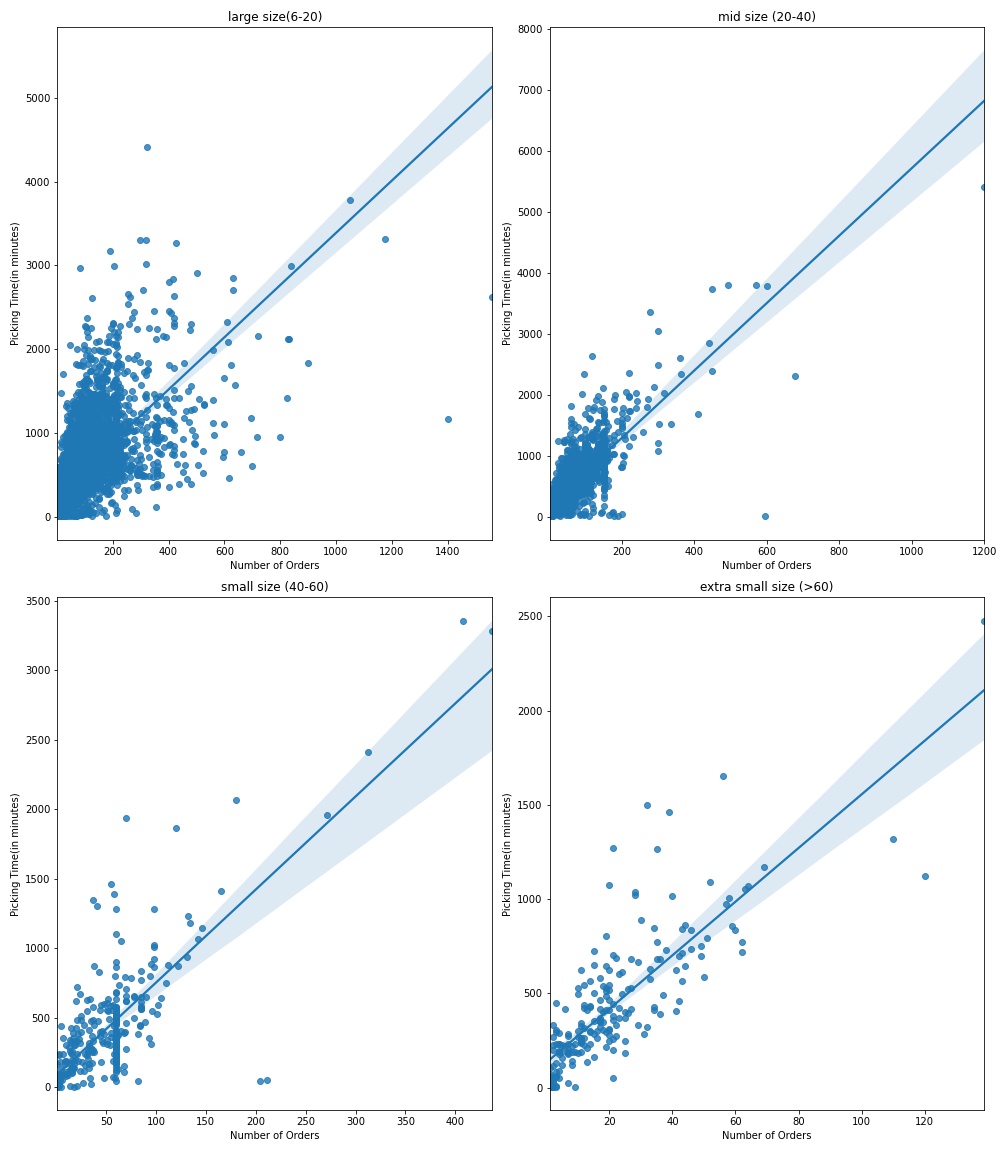 large size(6-20)
Picking Time(in minutes)
5000
4000
3000
2000
1000
0
200 400 600 800 1000 1200 1400
Number of Orders
mid size (20-40)
Picking Time(in minutes)
8000
7000
6000
5000
4000
3000
2000
1000
0
200 400 600 800 1000 1200
Number of Orders
small size (40-60)
Picking Time(in minutes)
3500
3000
2500
2000
1500
1000
500
0
50 100 150 200 250 300 350 400
Number of Orders
extra small size (>60)
Picking Time(in minutes)
2500
2000
1500
1000
500
0
20 40 60 80 100 120
Number of Orders